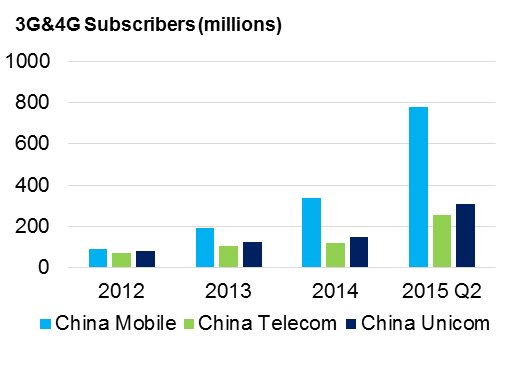 3G&4G Subscribers (millions)
1000
800
600
400
200
0
2012 2013 2014 2015 Q2
China Mobile China Telecom China Unicom